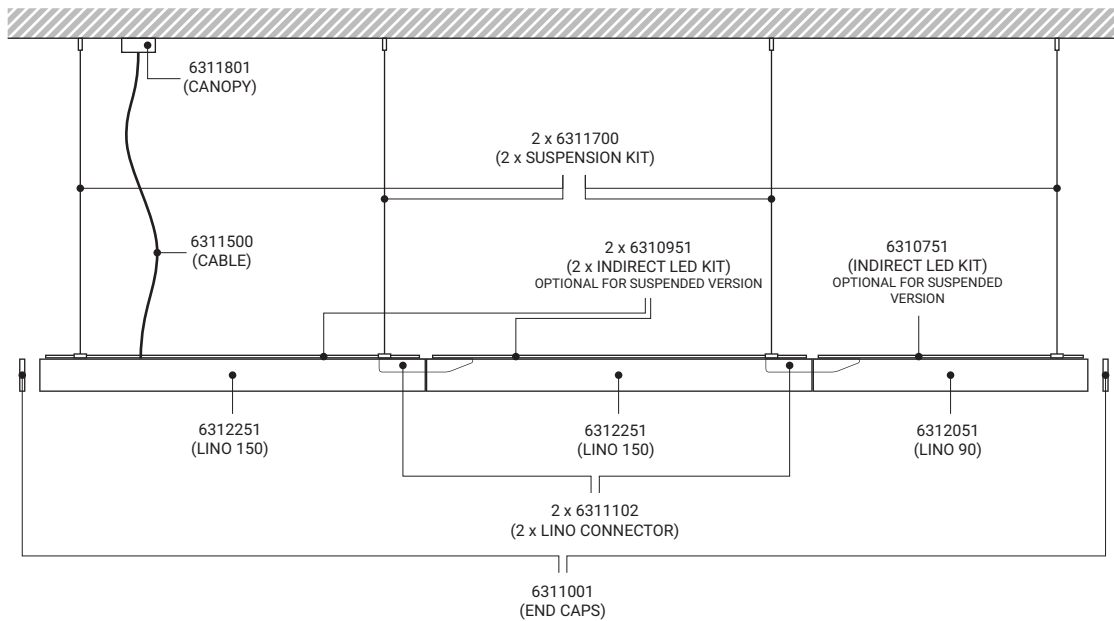 6311801
(CANOPY)
2 x 6311700
(2 x SUSPENSION KIT)
6311500
(CABLE)
2 x 6310951
(2 x INDIRECT LED KIT)
OPTIONAL FOR SUSPENDED VERSION
6310751
(INDIRECT LED KIT)
OPTIONAL FOR SUSPENDED
VERSION
6312251
(LINO 150)
6312251
(LINO 150)
6312051
(LINO 90)
2 x 6311102
(2 x LINO CONNECTOR)
6311001
(END CAPS)